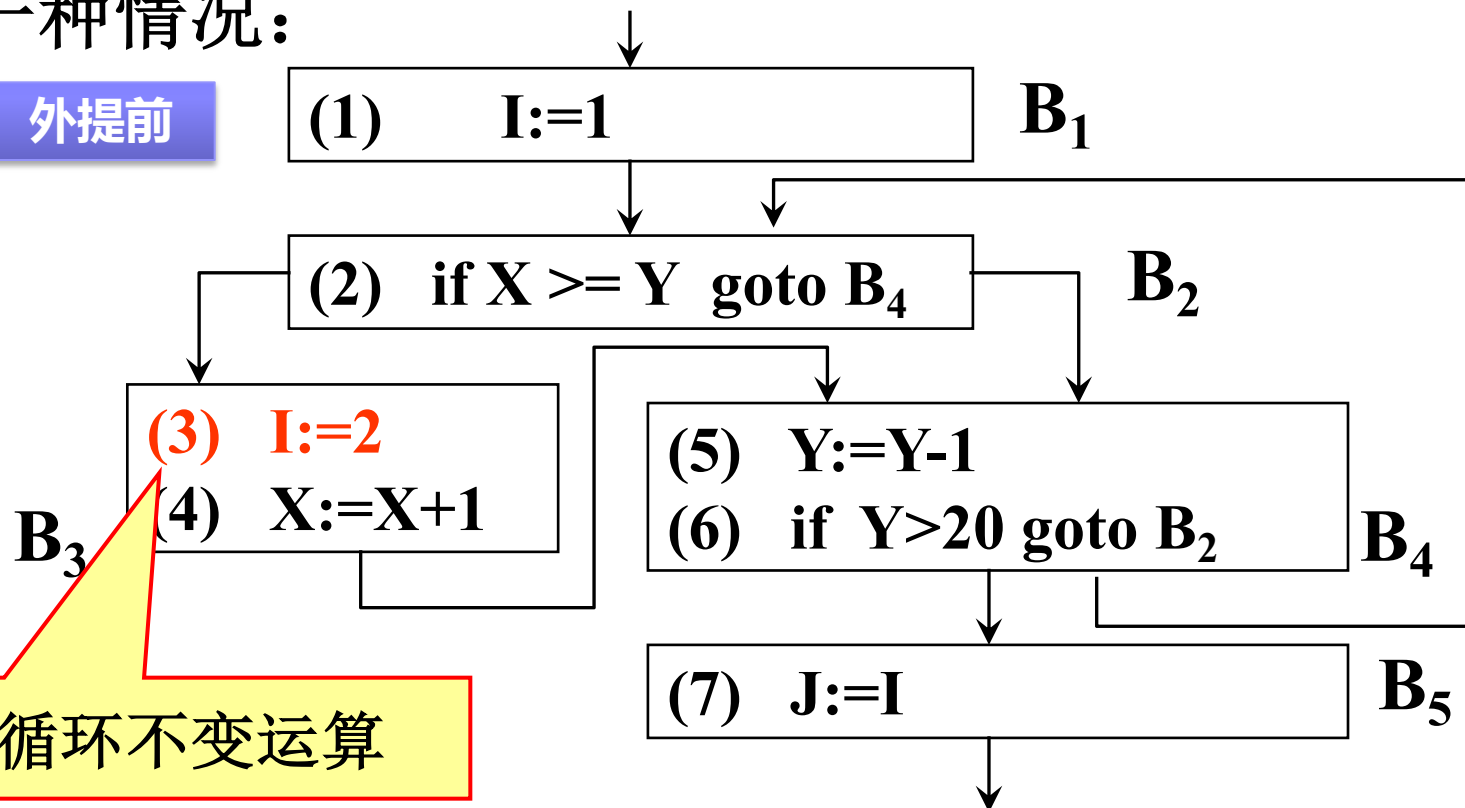 一种情况：
外提前
(1) I:=1
B₁
(2) if X >= Y goto B₄
B₂
(3) I:=2
(4) X:=X+1
B₃
(5) Y:=Y-1
(6) if Y>20 goto B₂
B₄
(7) J:=I
B₅
循环不变运算